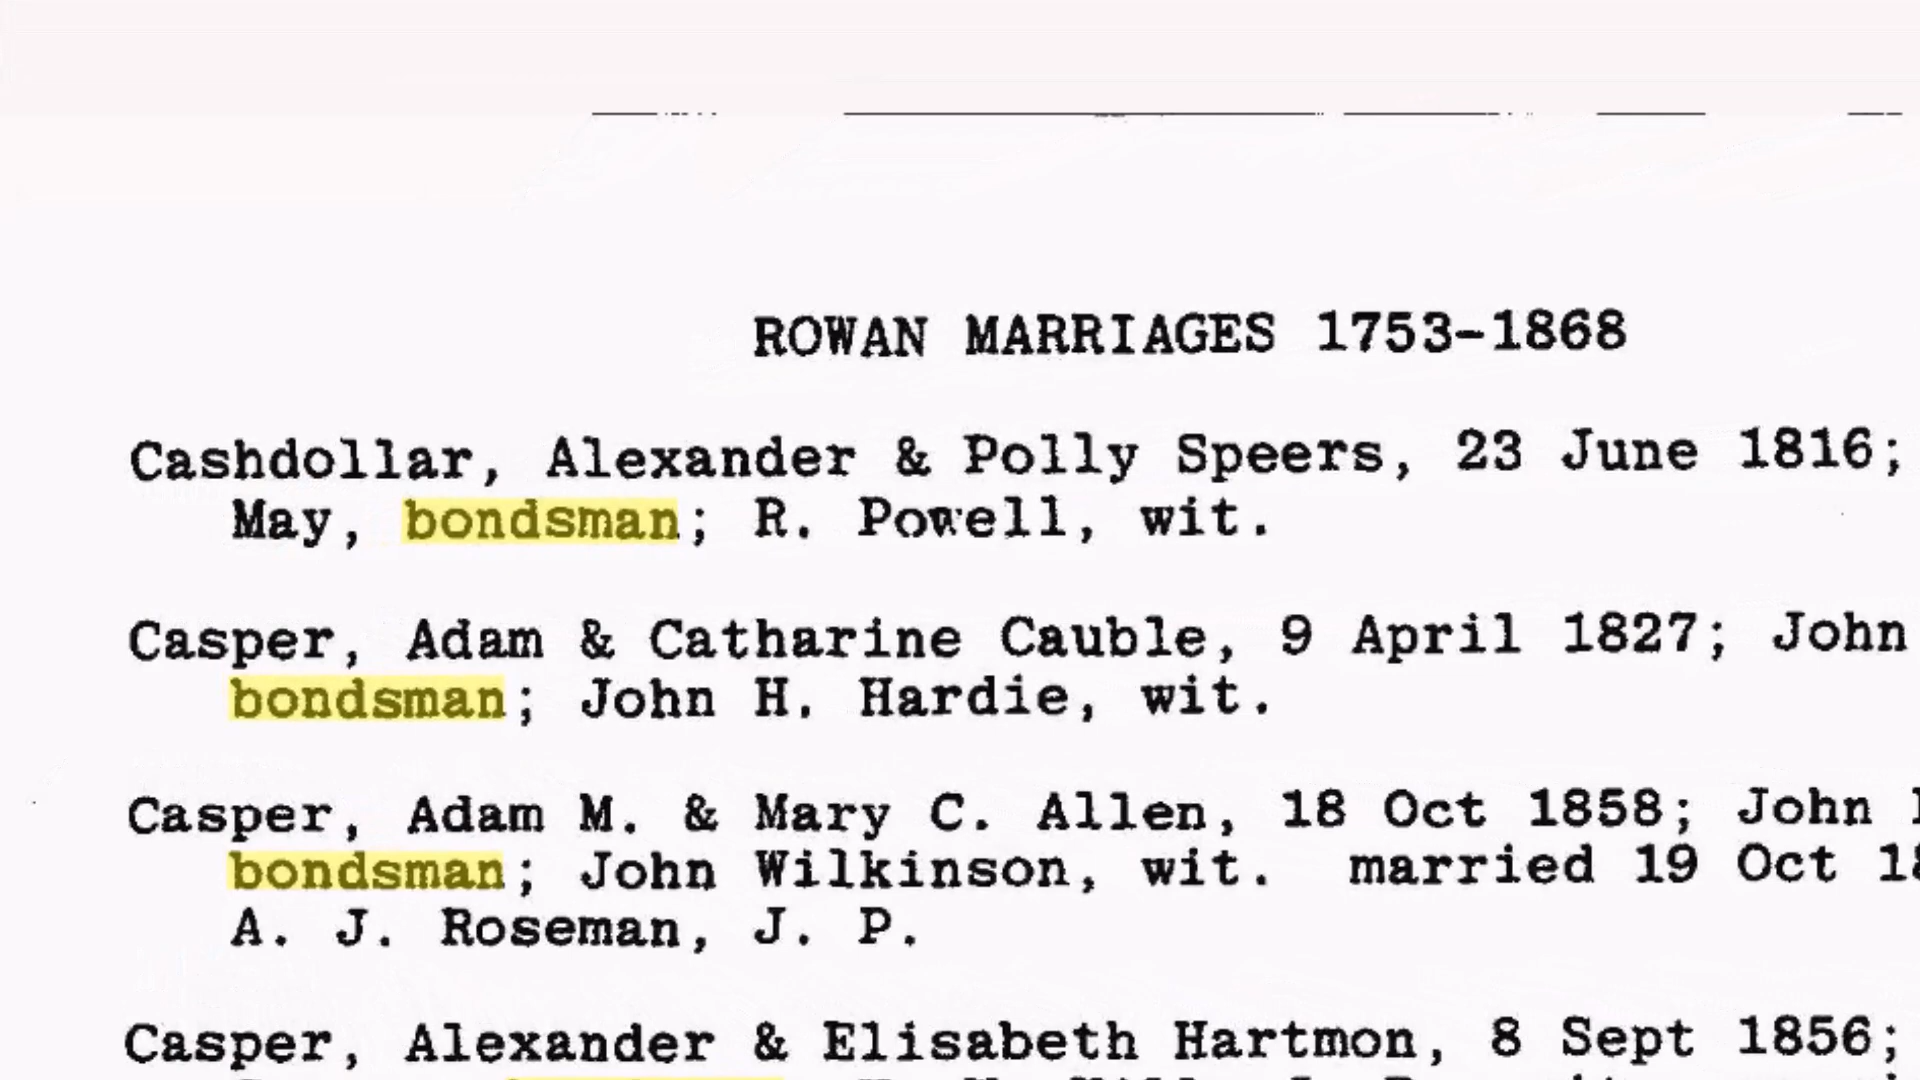 ROWAN MARRIAGES 1753-1868
Cashdollar, Alexander & Polly Speers, 23 June 1816;
May, bondsman; R. Powell, wit.
Casper, Adam & Catharine Cauble, 9 April 1827; John
bondsman; John H. Hardie, wit.
Casper, Adam M. & Mary C. Allen, 18 Oct 1858; John
bondsman; John Wilkinson, wit. married 19 Oct
A. J. Roseman, J. P.
Casper, Alexander & Elisabeth Hartmon, 8 Sept 1856;